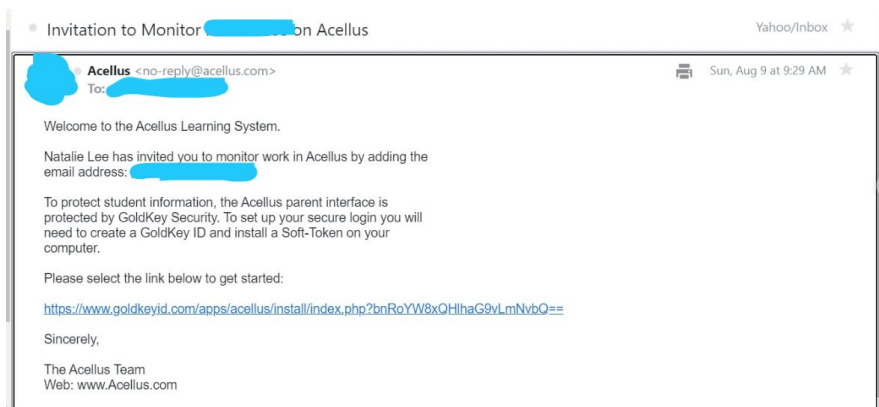 Invitation to Monitor on Acellus
Yahoo/Inbox
Acellus <no-reply@acellus.com>
Sun, Aug 9 at 9:29 AM
To:
Welcome to the Acellus Learning System.
Natalie Lee has invited you to monitor work in Acellus by adding the
email address:
To protect student information, the Acellus parent interface is
protected by GoldKey Security. To set up your secure login you will
need to create a GoldKey ID and install a Soft-Token on your
computer.
Please select the link below to get started:
https://www.goldkeyid.com/apps/acellus/install/index.php?bnRoYW8xQHlhaG9vLmNvbQ==
Sincerely,
The Acellus Team
Web: www.Acellus.com